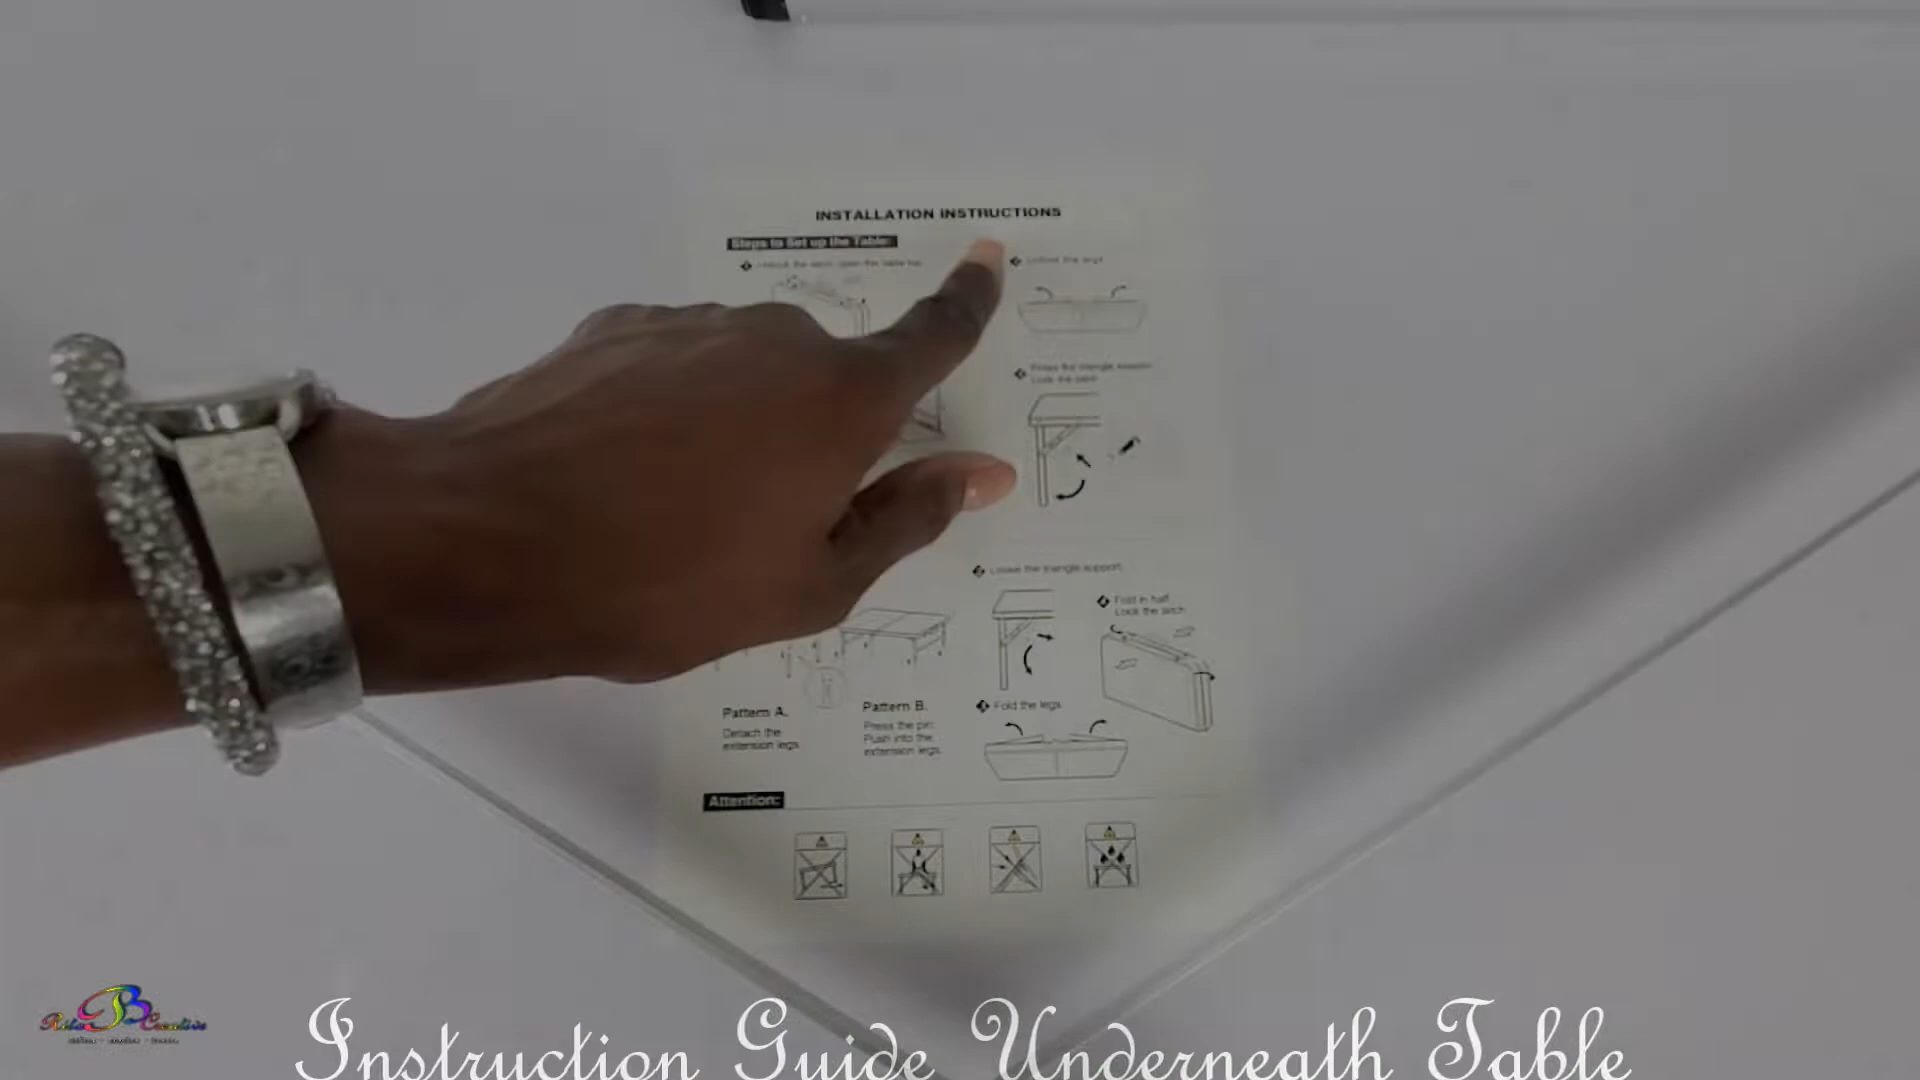 INSTALLATION INSTRUCTIONS
Steps to Set up the Table:
Unfold the legs
Press the triangle support
Lock the
Loose the triangle support
Fold in half
Lock the
Pattern A.
Detach the
extension legs.
Pattern B.
Press the pin.
Push into the
extension legs.
Fold the legs
Attention:
Rita B Creative
Instruction Guide Underneath Table